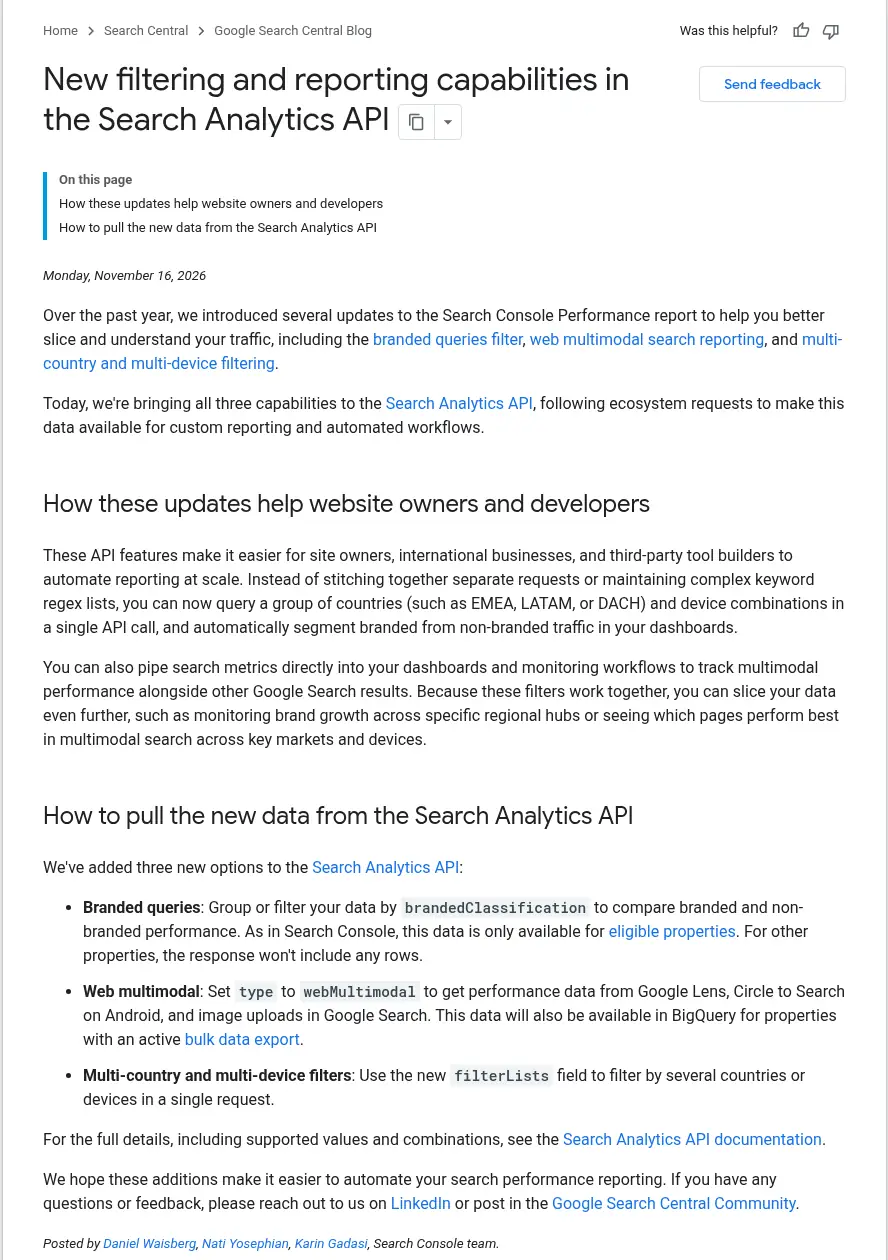 Home > Search Central > Google Search Central Blog
Was this helpful?
New filtering and reporting capabilities in
the Search Analytics API
Send feedback
On this page
How these updates help website owners and developers
How to pull the new data from the Search Analytics API
Monday, November 16, 2026
Over the past year, we introduced several updates to the Search Console Performance report to help you better
slice and understand your traffic, including the branded queries filter, web multimodal search reporting, and multi-
country and multi-device filtering.
Today, we're bringing all three capabilities to the Search Analytics API, following ecosystem requests to make this
data available for custom reporting and automated workflows.
How these updates help website owners and developers
These API features make it easier for site owners, international businesses, and third-party tool builders to
automate reporting at scale. Instead of stitching together separate requests or maintaining complex keyword
regex lists, you can now query a group of countries (such as EMEA, LATAM, or DACH) and device combinations in
a single API call, and automatically segment branded from non-branded traffic in your dashboards.
You can also pipe search metrics directly into your dashboards and monitoring workflows to track multimodal
performance alongside other Google Search results. Because these filters work together, you can slice your data
even further, such as monitoring brand growth across specific regional hubs or seeing which pages perform best
in multimodal search across key markets and devices.
How to pull the new data from the Search Analytics API
We've added three new options to the Search Analytics API:
• Branded queries: Group or filter your data by brandedClassification to compare branded and non-
branded performance. As in Search Console, this data is only available for eligible properties. For other
properties, the response won't include any rows.
• Web multimodal: Set type to webMultimodal to get performance data from Google Lens, Circle to Search
on Android, and image uploads in Google Search. This data will also be available in BigQuery for properties
with an active bulk data export.
• Multi-country and multi-device filters: Use the new filterLists field to filter by several countries or
devices in a single request.
For the full details, including supported values and combinations, see the Search Analytics API documentation.
We hope these additions make it easier to automate your search performance reporting. If you have any
questions or feedback, please reach out to us on LinkedIn or post in the Google Search Central Community.
Posted by Daniel Waisberg, Nati Yosephian, Karin Gadasi, Search Console team.